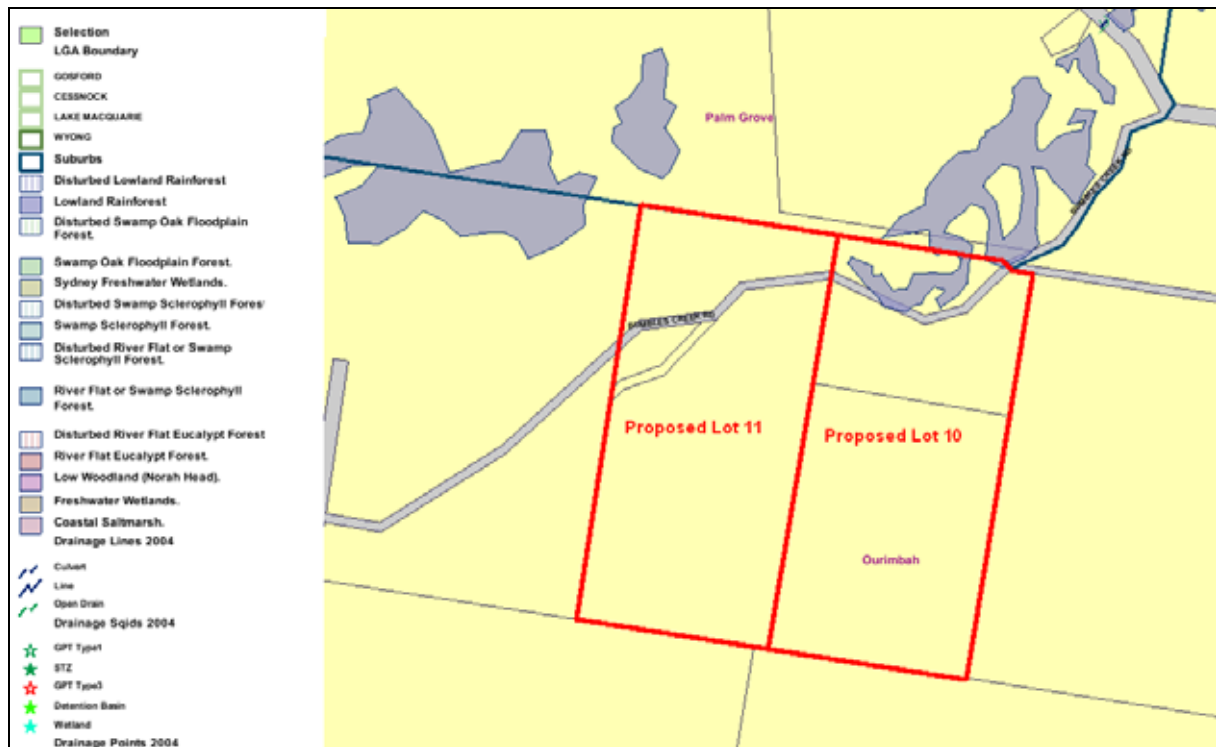 Selection
LGA Boundary
GOSFORD
CESSNOCK
LAKE MACQUARIE
WYONG
Suburbs
Disturbed Lowland Rainforest
Lowland Rainforest
Disturbed Swamp Oak Floodplain
Forest.
Swamp Oak Floodplain Forest.
Sydney Freshwater Wetlands.
Disturbed Swamp Sclerophyll Fores
Swamp Sclerophyll Forest.
Disturbed River Flat or Swamp
Sclerophyll Forest.
River Flat or Swamp Sclerophyll
Forest.
Disturbed River Flat Eucalypt Forest
River Flat Eucalypt Forest.
Low Woodland (Norah Head).
Freshwater Wetlands.
Coastal Saltmarsh.
Drainage Lines 2004
Culvert
Line
Open Drain
Drainage Sqids 2004
GPT Type1
STZ
GPT Type3
Detention Basin
Wetland
Drainage Points 2004
Palm Grove
CREEK RD
CREEK RD
Proposed Lot 11
Proposed Lot 10
Ourimbah